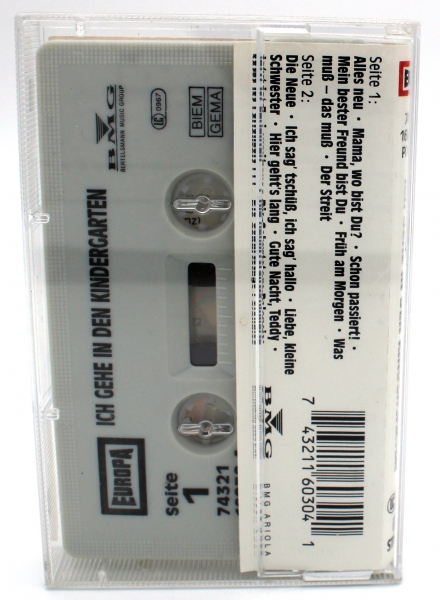 EUROPA
ICH GEHE IN DEN KINDERGARTEN
BMG
BERTELSMANN MUSIC GROUP
LC 0967
BIEM
GEMA
Seite
1
74321
Seite 1:
Alles neu · Mama, wo bist Du? · Schon passiert! ·
Mein bester Freund bist Du · Früh am Morgen · Was
muß – das muß · Der Streit
Seite 2:
Die Neue · Ich sag' tschüß, ich sag' hallo · Liebe, kleine
Schwester · Hier geht's lang · Gute Nacht, Teddy ·
BMG
BMG ARIOLA
7 43211 60304 1